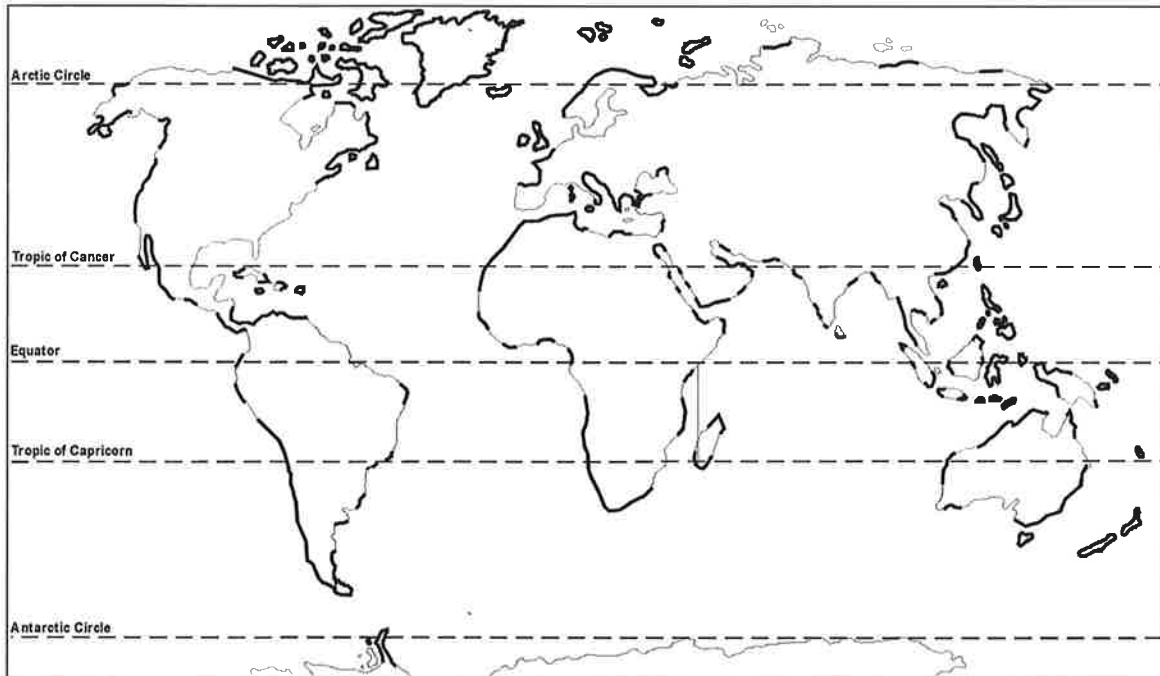 Arctic Circle
Tropic of Cancer
Equator
Tropic of Capricorn
Antarctic Circle